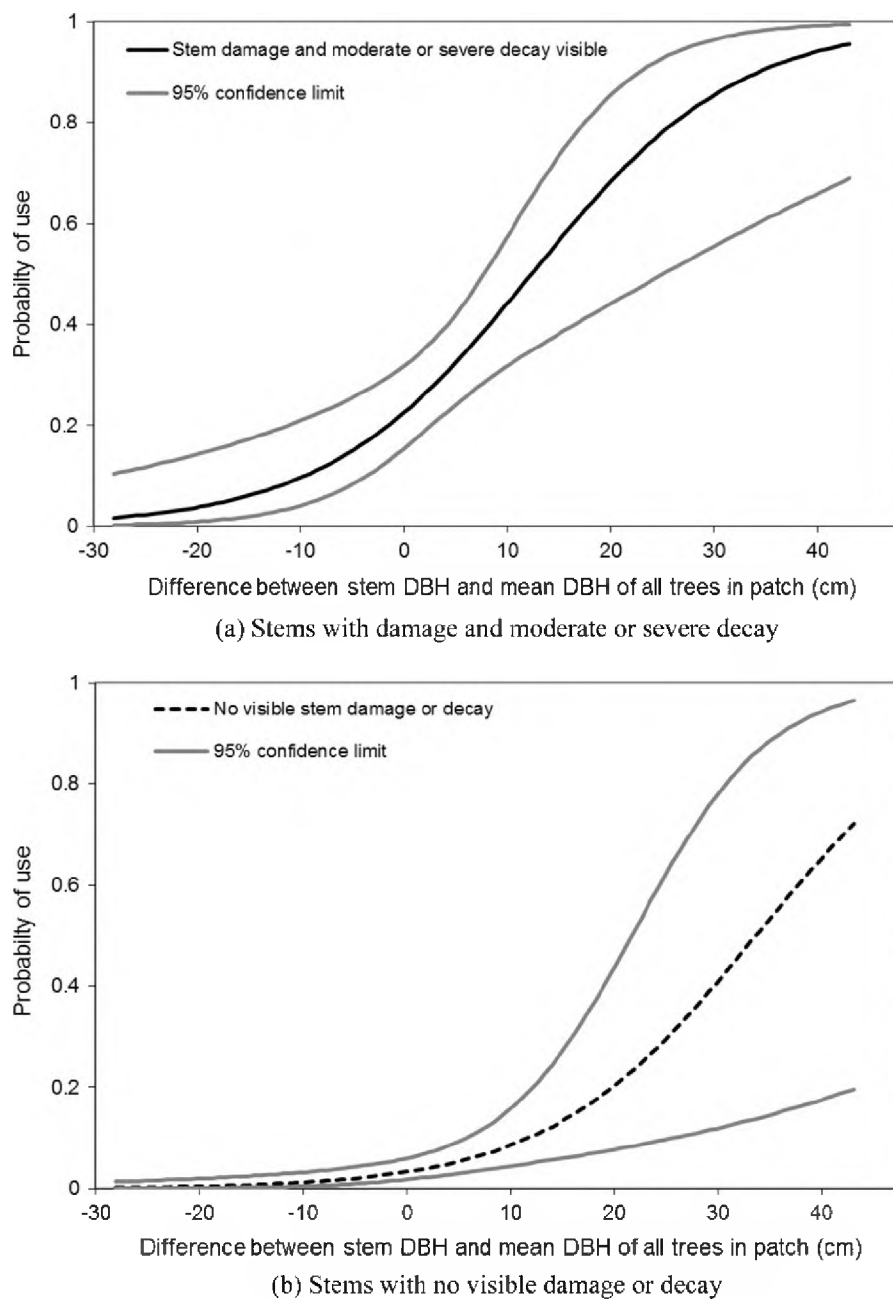 1
Stem damage and moderate or severe decay visible
95% confidence limit
0.8
0.6
0.4
0.2
0
Probabilty of use
-30 -20 -10 0 10 20 30 40
Difference between stem DBH and mean DBH of all trees in patch (cm)
(a) Stems with damage and moderate or severe decay
1
No visible stem damage or decay
95% confidence limit
0.8
0.6
0.4
0.2
0
Probabilty of use
-30 -20 -10 0 10 20 30 40
Difference between stem DBH and mean DBH of all trees in patch (cm)
(b) Stems with no visible damage or decay